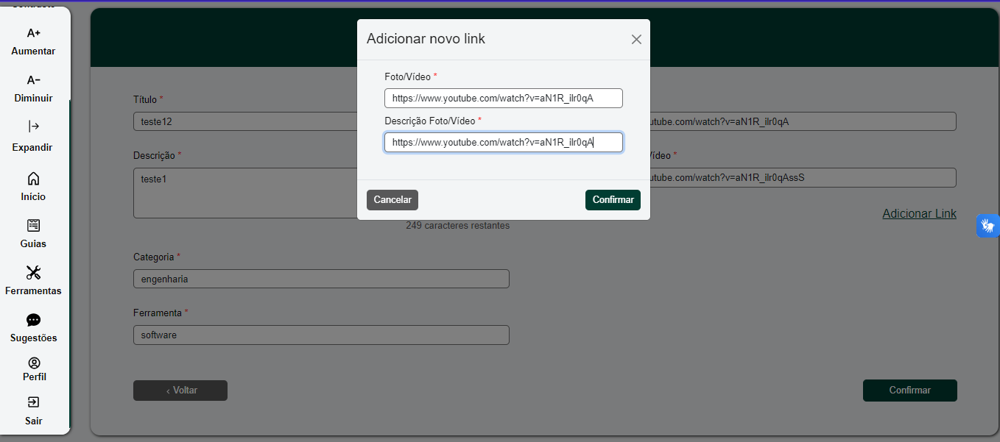 A+
Aumentar
A-
Diminuir
Expandir
Início
Guias
Ferramentas
Sugestões
Perfil
Sair
Adicionar novo link
Foto/Vídeo *
https://www.youtube.com/watch?v=aN1R_ilr0qA
Descrição Foto/Vídeo *
https://www.youtube.com/watch?v=aN1R_ilr0qA
Cancelar
Confirmar
Título *
teste12
Descrição *
teste1
249 caracteres restantes
Categoria *
engenharia
Ferramenta *
software
utube.com/watch?v=aN1R_ilr0qA
Vídeo *
utube.com/watch?v=aN1R_ilr0qAssS
Adicionar Link
‹ Voltar
Confirmar